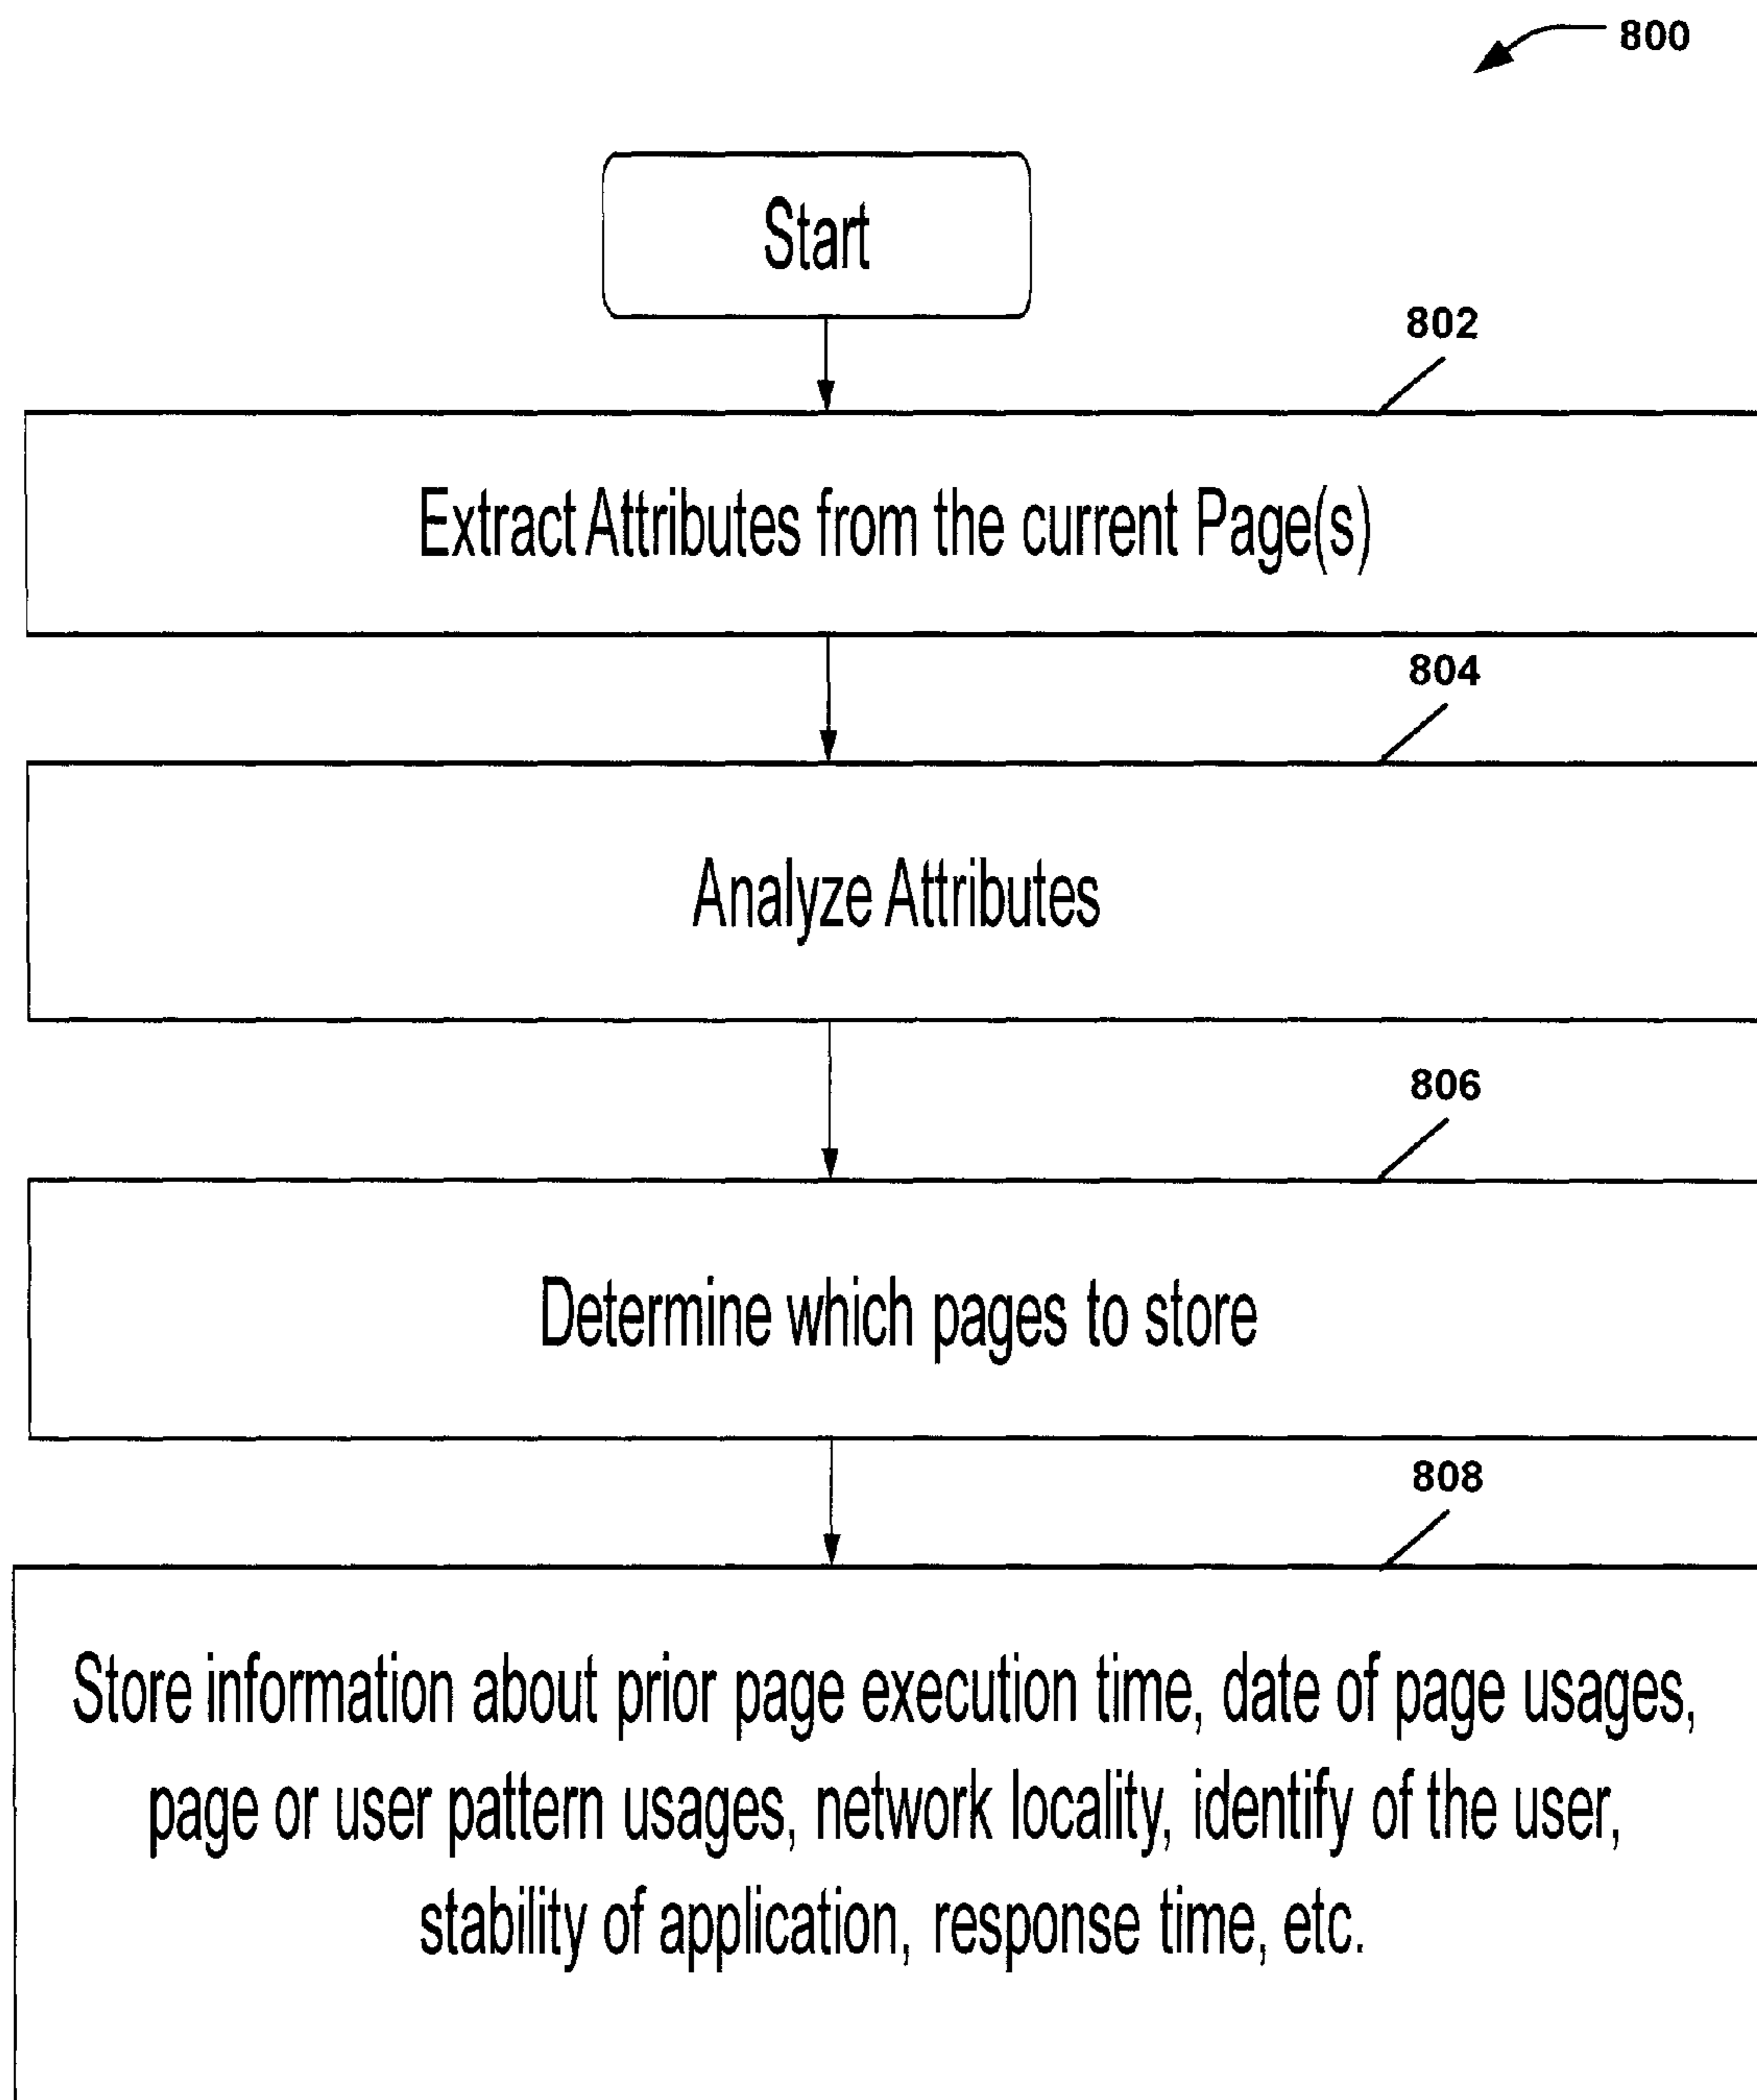 800
Start
802
Extract Attributes from the current Page(s)
804
Analyze Attributes
806
Determine which pages to store
808
Store information about prior page execution time, date of page usages,
page or user pattern usages, network locality, identify of the user,
stability of application, response time, etc.